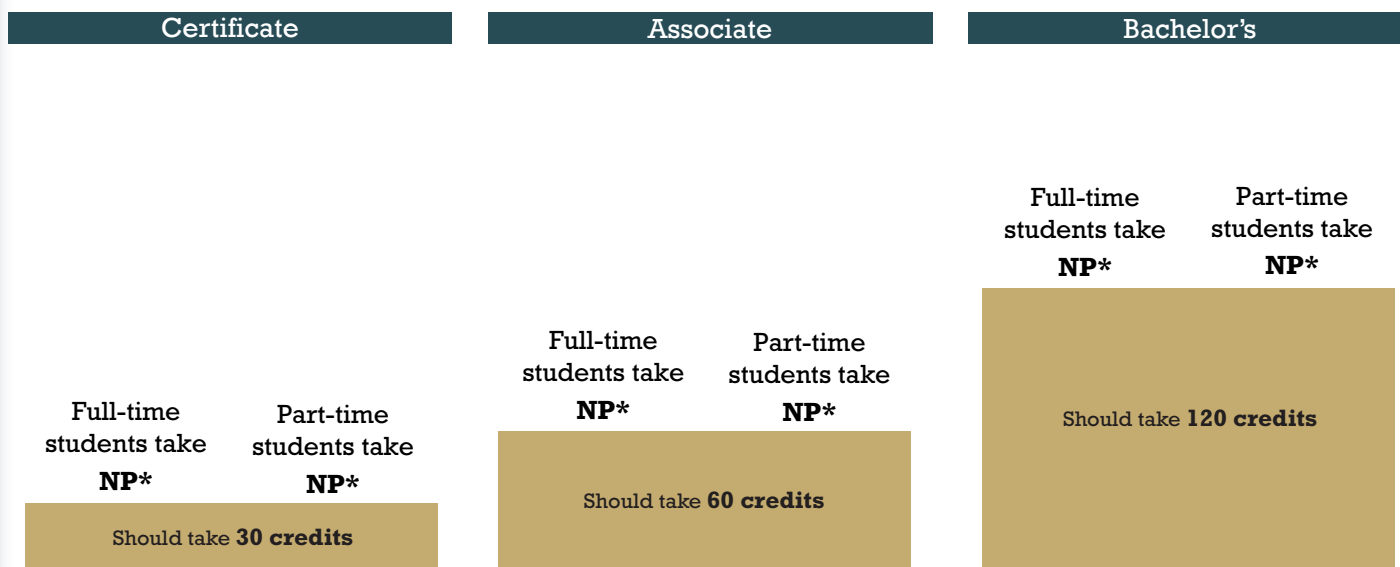 Certificate
Full-time
students take
NP*
Part-time
students take
NP*
Should take 30 credits
Associate
Full-time
students take
NP*
Part-time
students take
NP*
Should take 60 credits
Bachelor’s
Full-time
students take
NP*
Part-time
students take
NP*
Should take 120 credits